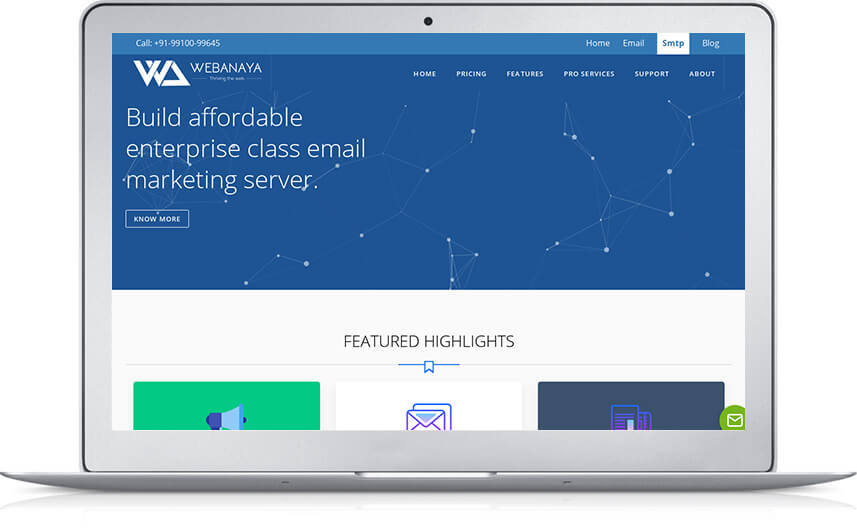 Call: +91-99100-99645
Home Email Smtp Blog
WEBANAYA
Thriving the web
HOME PRICING FEATURES PRO SERVICES SUPPORT ABOUT
Build affordable
enterprise class email
marketing server.
KNOW MORE
FEATURED HIGHLIGHTS